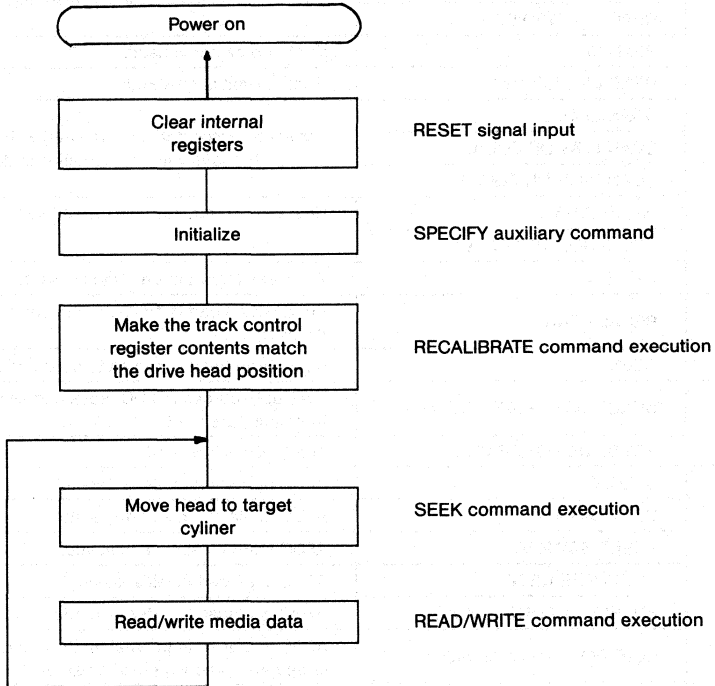 Power on
Clear internal
registers
RESET signal input
Initialize
SPECIFY auxiliary command
Make the track control
register contents match
the drive head position
RECALIBRATE command execution
Move head to target
cyliner
SEEK command execution
Read/write media data
READ/WRITE command execution